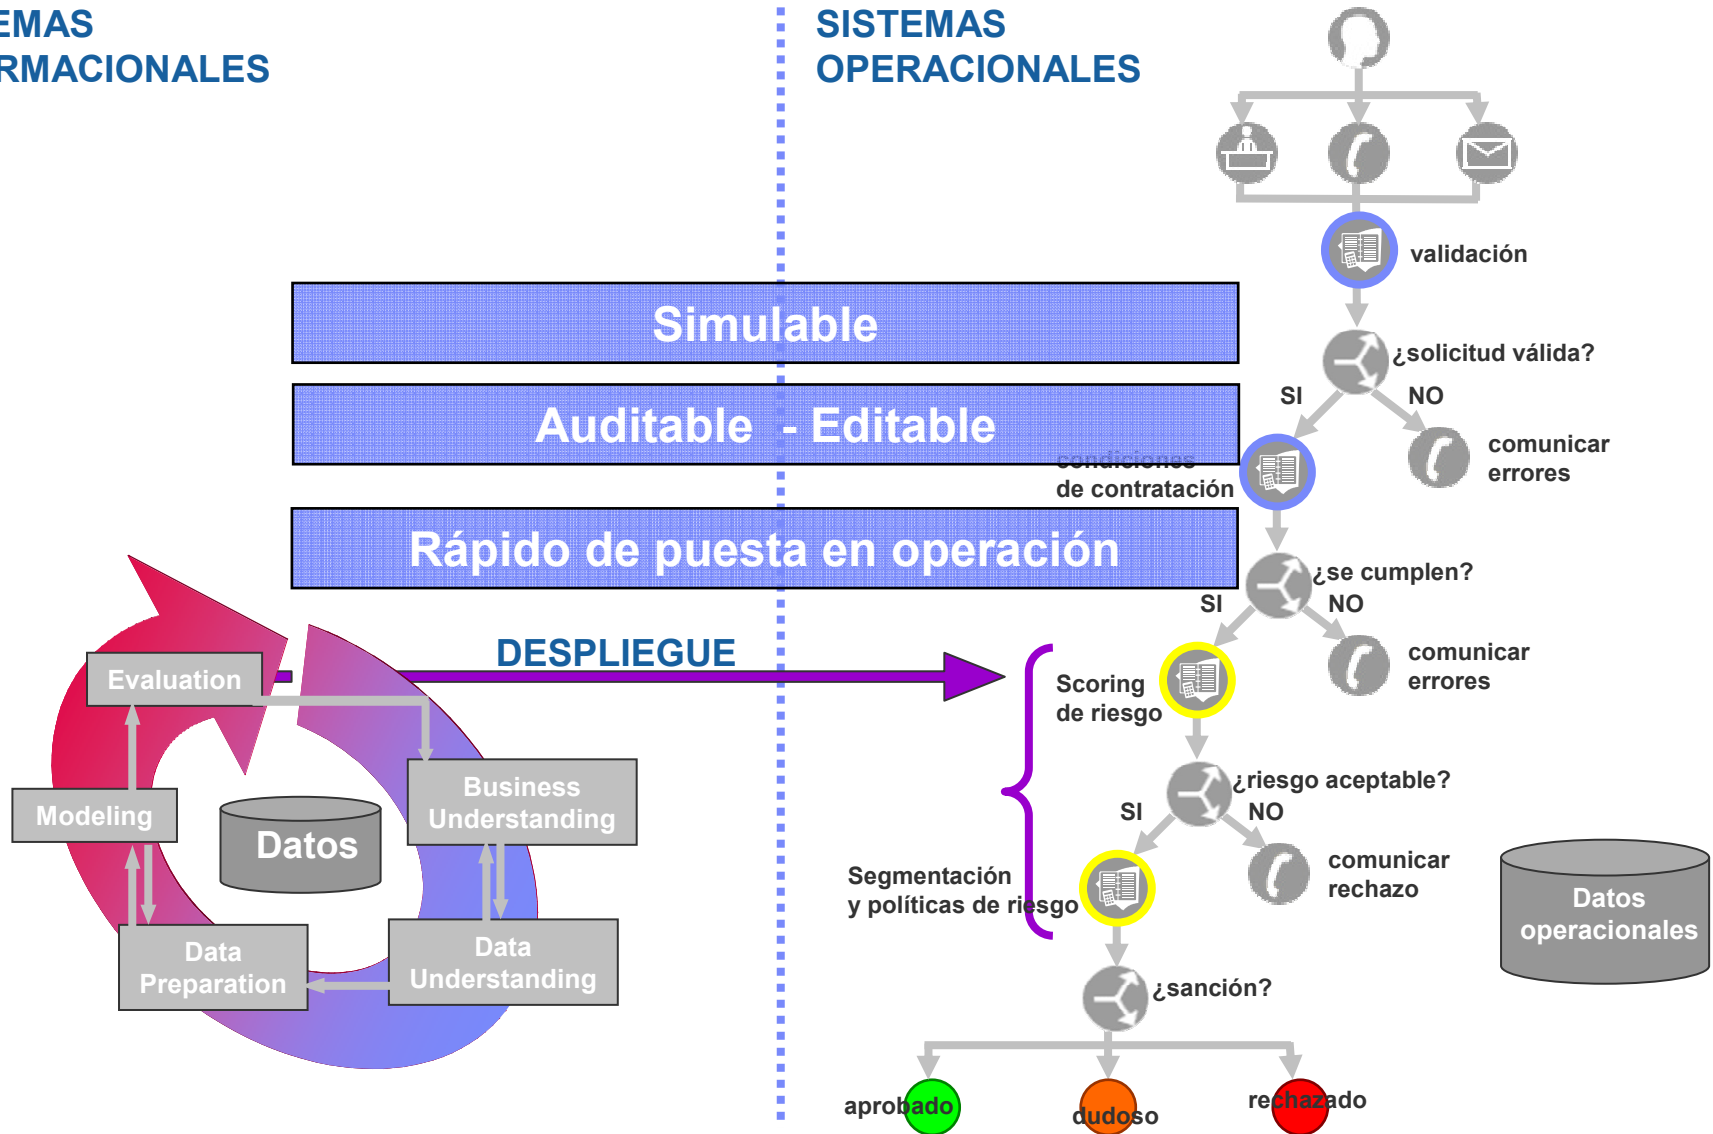 EMAS
RMACIONALES
SISTEMAS
OPERACIONALES
validación
Simulable
¿solicitud válida?
SI
NO
Auditable - Editable
comunicar
errores
condiciones
de contratación
Rápido de puesta en operación
¿se cumplen?
SI
NO
DESPLIEGUE
comunicar
errores
Evaluation
Scoring
de riesgo
Business
Understanding
¿riesgo aceptable?
SI
NO
Modeling
Datos
comunicar
rechazo
Segmentación
y políticas de riesgo
Datos
operacionales
Data
Preparation
Data
Understanding
¿sanción?
aprobado
dudoso
rechazado